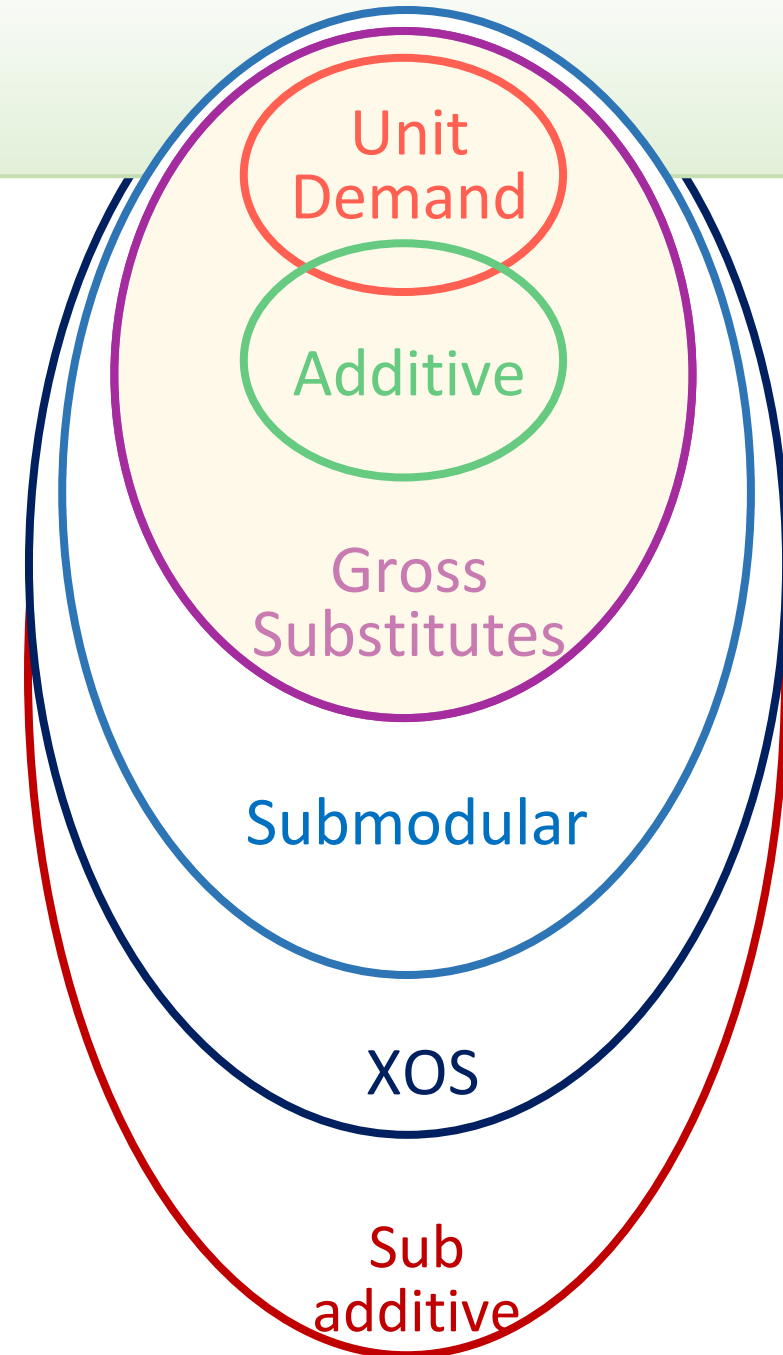 Unit
Demand
Additive
Gross
Substitutes
Submodular
XOS
Sub
additive